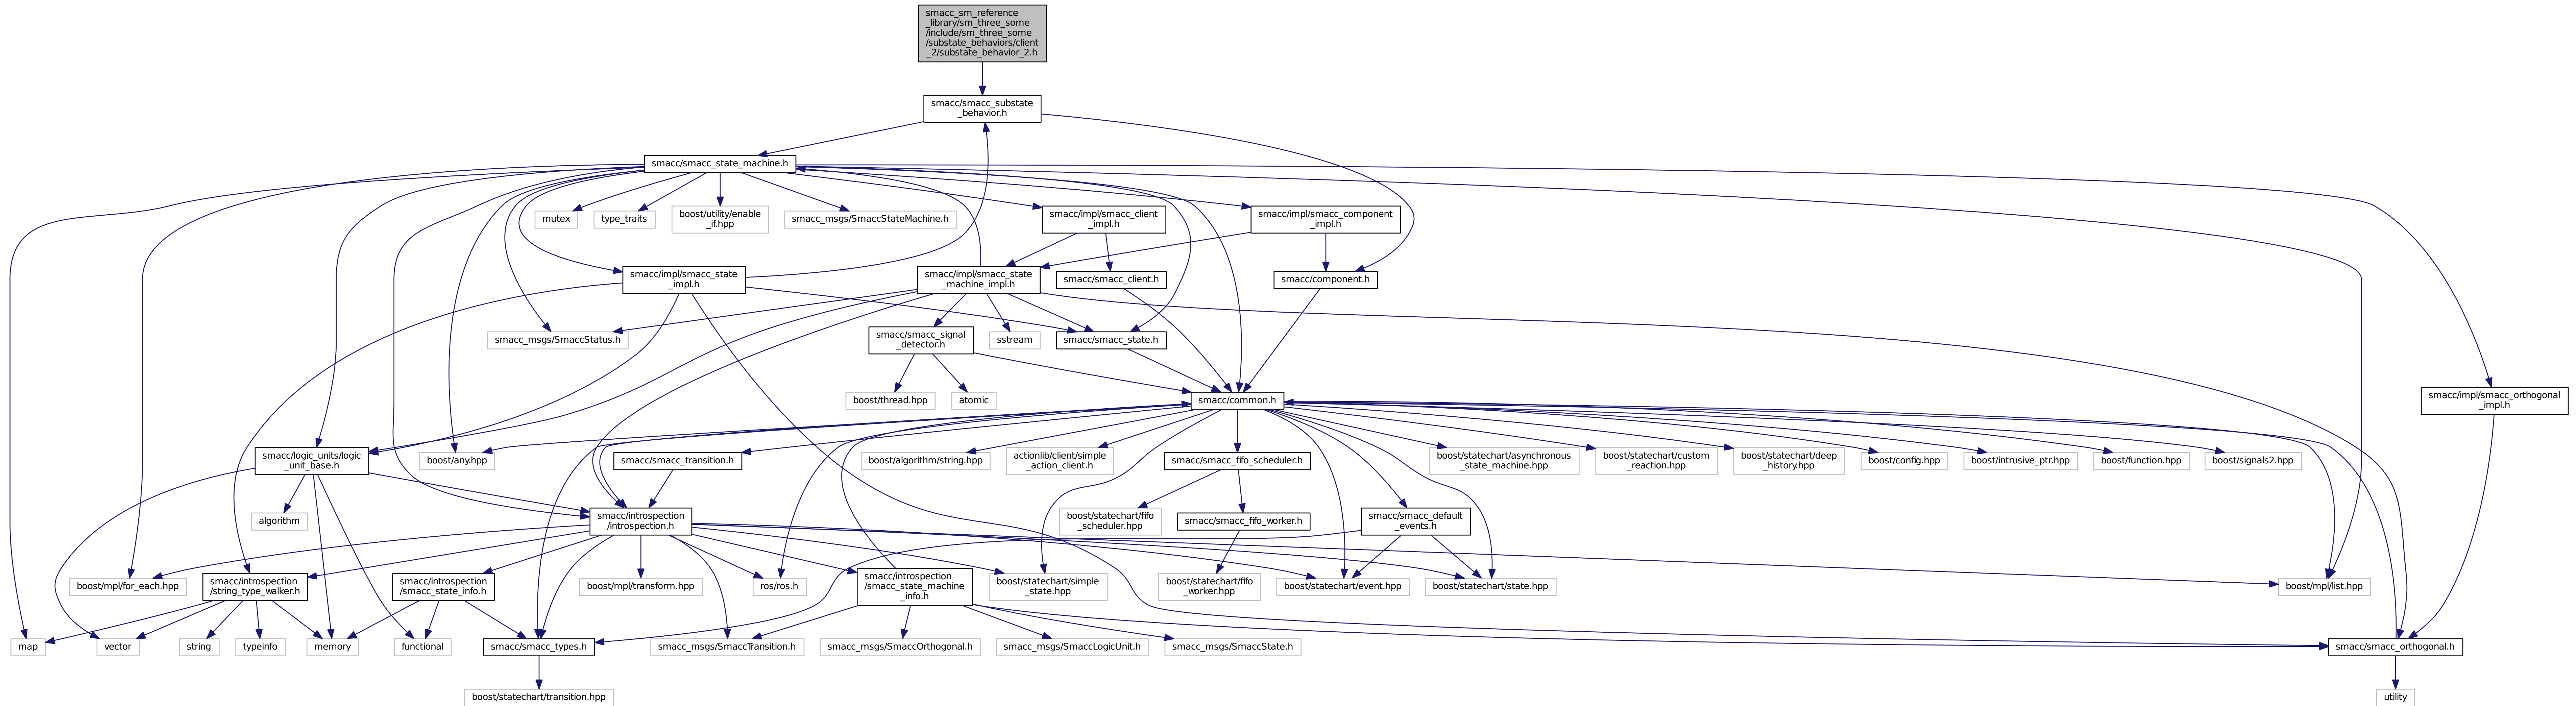 smacc_sm_reference
_library/sm_three_some
/include/sm_three_some
/substate_behaviors/client
_2/substate_behavior_2.h
smacc/smacc_substate
_behavior.h
smacc/smacc_state_machine.h
mutex
type_traits
boost/utility/enable
_if.hpp
smacc_msgs/SmaccStateMachine.h
smacc/impl/smacc_client
_impl.h
smacc/impl/smacc_component
_impl.h
smacc/impl/smacc_state
_impl.h
smacc/impl/smacc_state
_machine_impl.h
smacc/smacc_client.h
smacc/component.h
smacc_msgs/SmaccStatus.h
smacc/smacc_signal
_detector.h
sstream
smacc/smacc_state.h
boost/thread.hpp
atomic
smacc/common.h
smacc/impl/smacc_orthogonal
_impl.h
smacc/logic_units/logic
_unit_base.h
boost/any.hpp
smacc/smacc_transition.h
boost/algorithm/string.hpp
actionlib/client/simple
_action_client.h
smacc/smacc_fifo_scheduler.h
boost/statechart/asynchronous
_state_machine.hpp
boost/statechart/custom
_reaction.hpp
boost/statechart/deep
_history.hpp
boost/config.hpp
boost/intrusive_ptr.hpp
boost/function.hpp
boost/signals2.hpp
algorithm
smacc/introspection
/introspection.h
boost/statechart/fifo
_scheduler.hpp
smacc/smacc_fifo_worker.h
smacc/smacc_default
_events.h
boost/mpl/for_each.hpp
smacc/introspection
/string_type_walker.h
smacc/introspection
/smacc_state_info.h
boost/mpl/transform.hpp
ros/ros.h
smacc/introspection
/smacc_state_machine
_info.h
boost/statechart/simple
_state.hpp
boost/statechart/fifo
_worker.hpp
boost/statechart/event.hpp
boost/statechart/state.hpp
boost/mpl/list.hpp
map
vector
string
typeinfo
memory
functional
smacc/smacc_types.h
smacc_msgs/SmaccTransition.h
smacc_msgs/SmaccOrthogonal.h
smacc_msgs/SmaccLogicUnit.h
smacc_msgs/SmaccState.h
smacc/smacc_orthogonal.h
boost/statechart/transition.hpp
utility